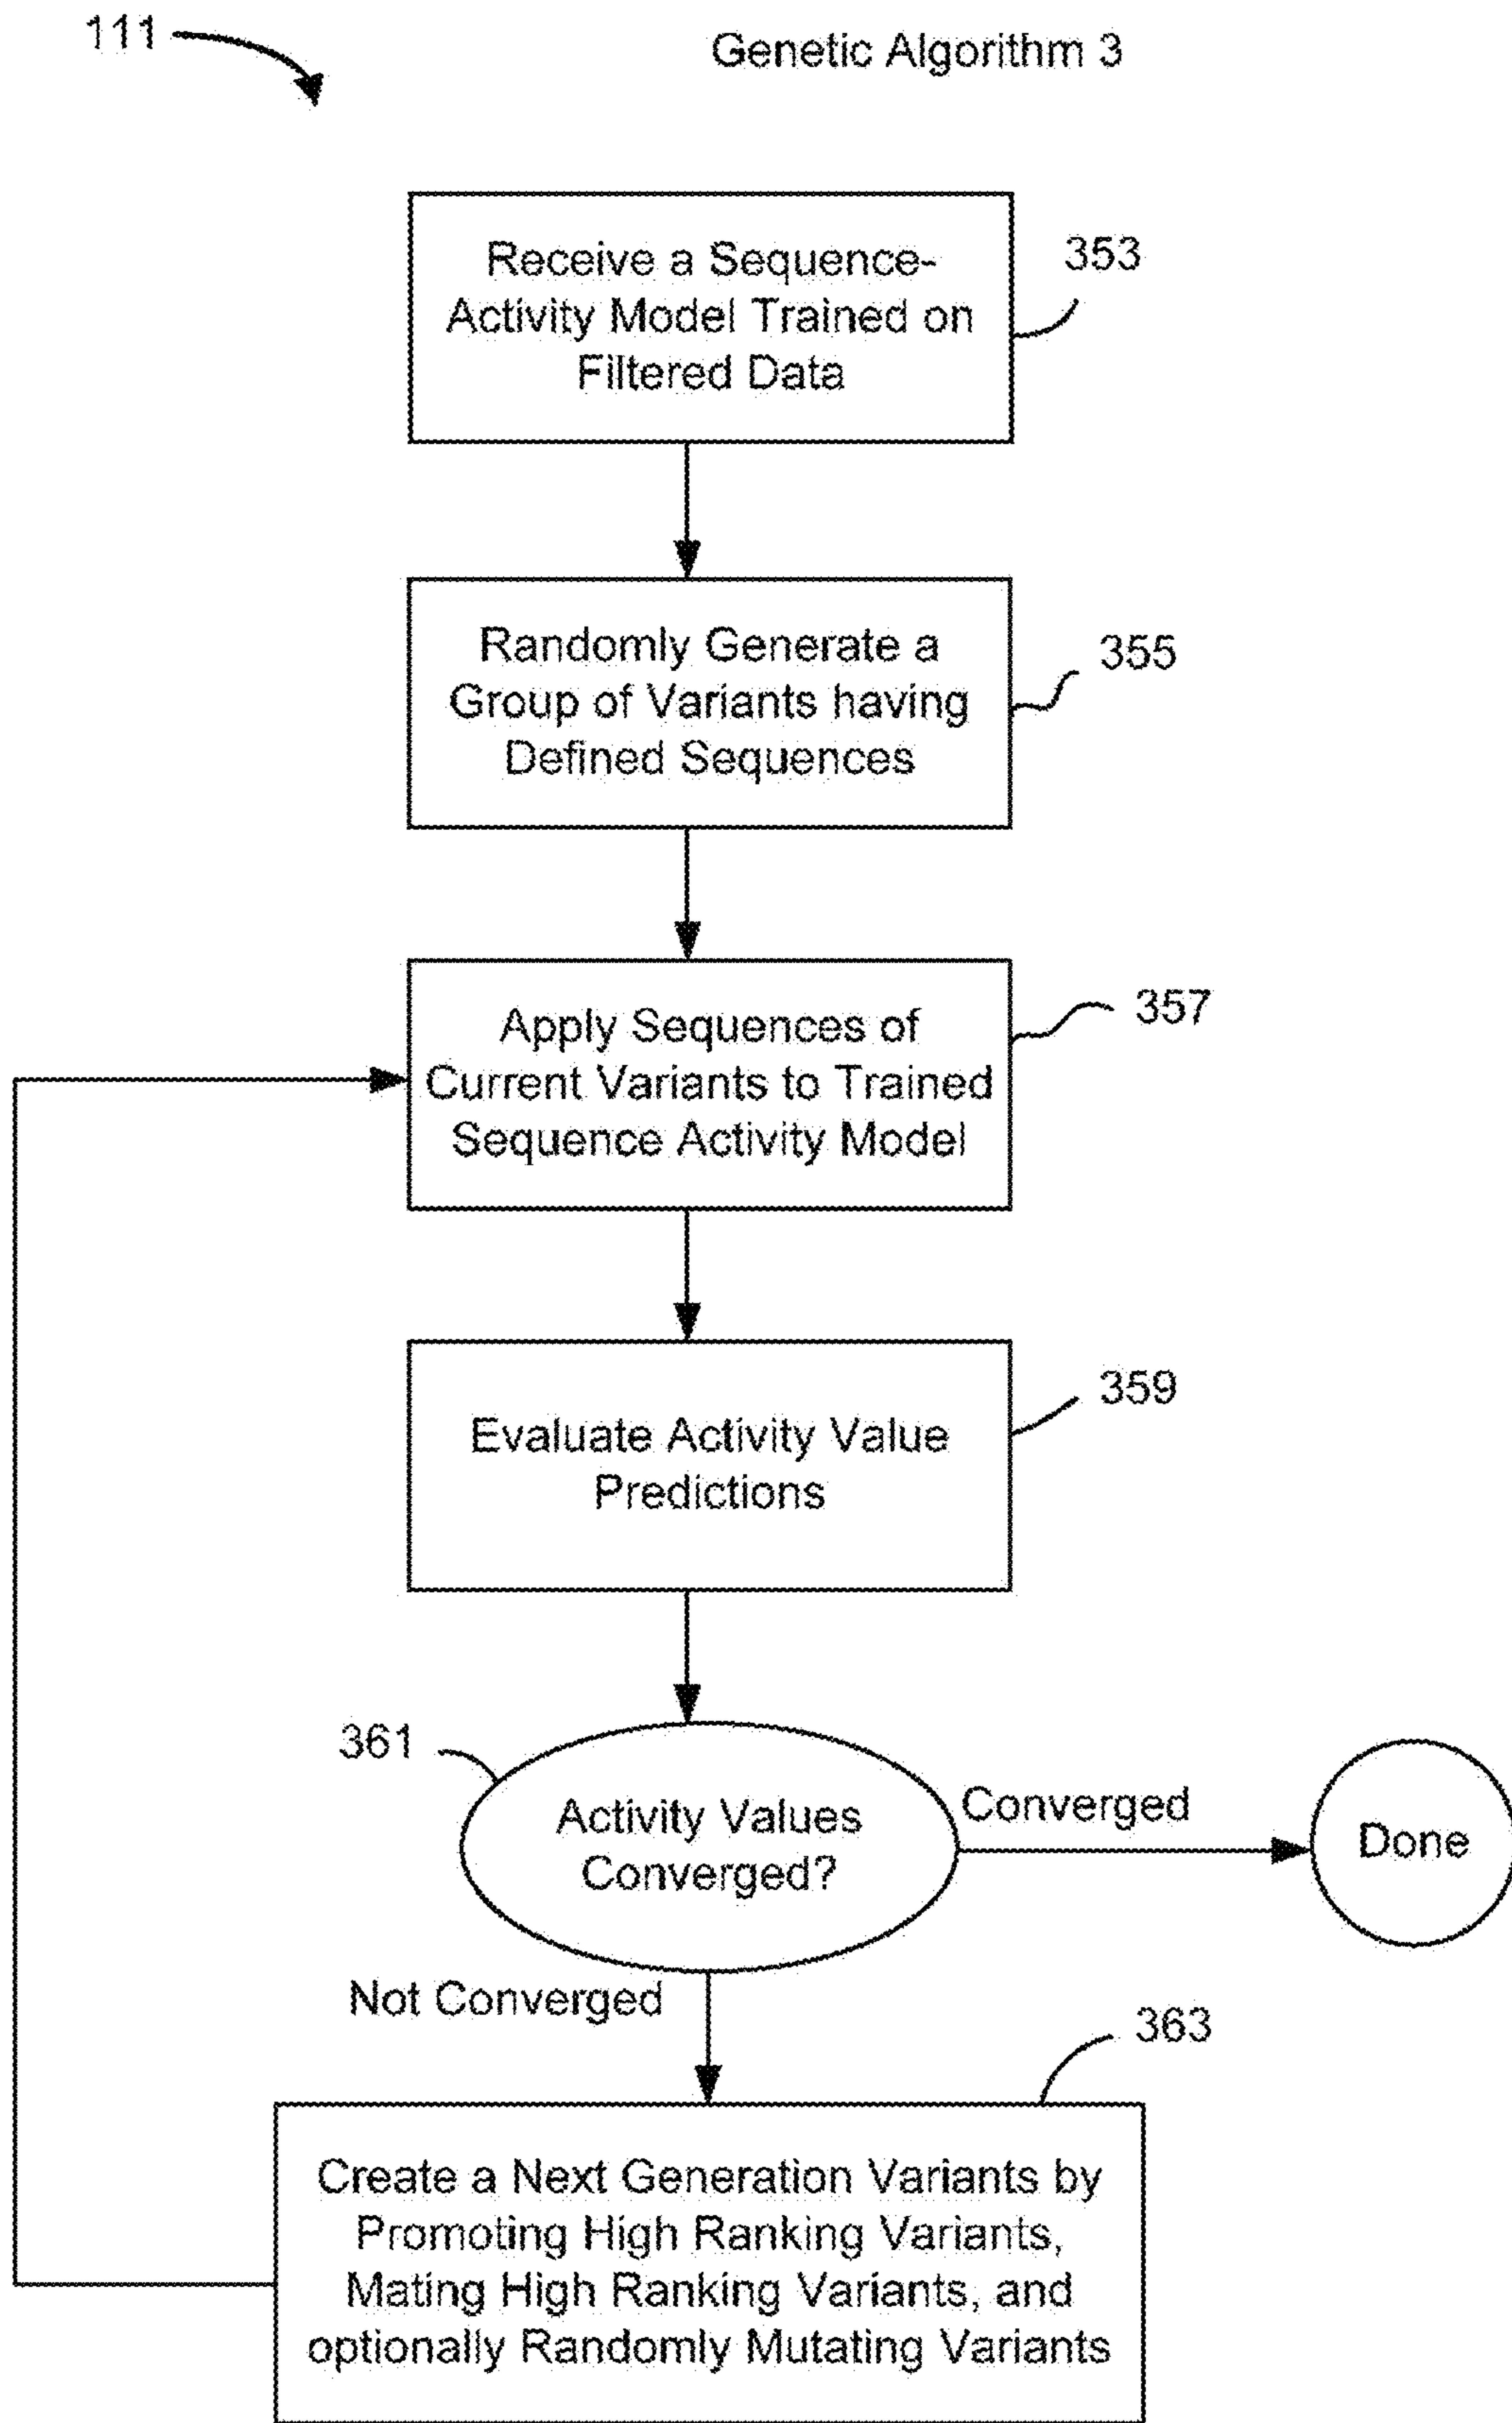 111
Genetic Algorithm 3
Receive a Sequence-
Activity Model Trained on
Filtered Data
353
Randomly Generate a
Group of Variants having
Defined Sequences
355
Apply Sequences of
Current Variants to Trained
Sequence Activity Model
357
Evaluate Activity Value
Predictions
359
361
Activity Values
Converged?
Converged
Done
Not Converged
363
Create a Next Generation Variants by
Promoting High Ranking Variants,
Mating High Ranking Variants, and
optionally Randomly Mutating Variants